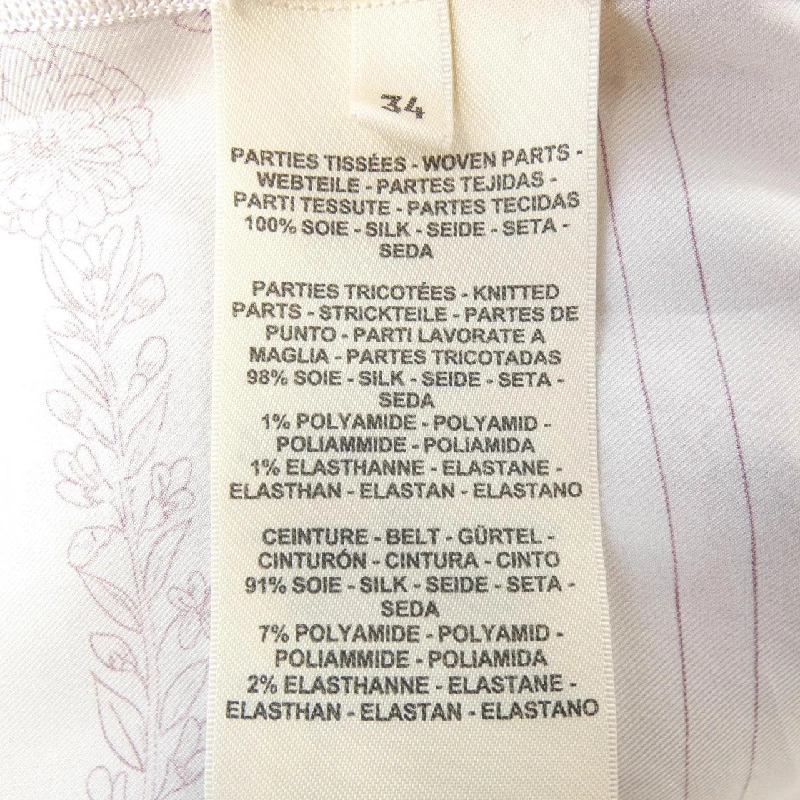 34
PARTIES TISSÉES - WOVEN PARTS -
WEBTEILE - PARTES TEJIDAS -
PARTI TESSUTE - PARTES TECIDAS
100% SOIE - SILK - SEIDE - SETA -
SEDA
PARTIES TRICOTÉES - KNITTED
PARTS - STRICKTEILE - PARTES DE
PUNTO - PARTI LAVORATE A
MAGLIA - PARTES TRICOTADAS
98% SOIE - SILK - SEIDE - SETA -
SEDA
1% POLYAMIDE - POLYAMID -
POLIAMMIDE - POLIAMIDA
1% ELASTHANNE - ELASTANE -
ELASTHAN - ELASTAN - ELASTANO
CEINTURE - BELT - GÜRTEL -
CINTURÓN - CINTURA - CINTO
91% SOIE - SILK - SEIDE - SETA -
SEDA
7% POLYAMIDE - POLYAMID -
POLIAMMIDE - POLIAMIDA
2% ELASTHANNE - ELASTANE -
ELASTHAN - ELASTAN - ELASTANO